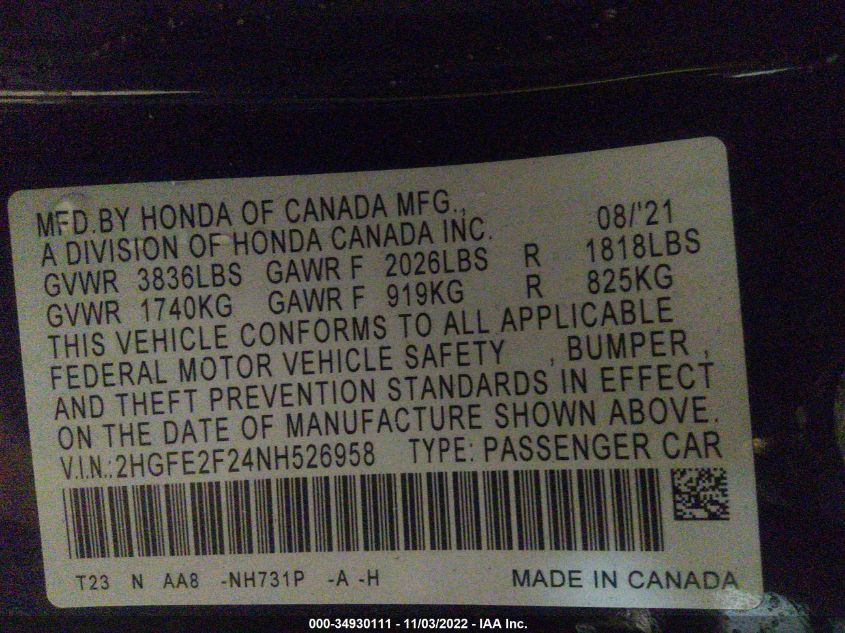 MFD.BY HONDA OF CANADA MFG., 08/'21
A DIVISION OF HONDA CANADA INC.
GVWR 3836LBS GAWR F 2026LBS R 1818LBS
GVWR 1740KG GAWR F 919KG R 825KG
THIS VEHICLE CONFORMS TO ALL APPLICABLE
FEDERAL MOTOR VEHICLE SAFETY , BUMPER ,
AND THEFT PREVENTION STANDARDS IN EFFECT
ON THE DATE OF MANUFACTURE SHOWN ABOVE.
V.I.N.:2HGFE2F24NH526958 TYPE: PASSENGER CAR
T23 N AA8 -NH731P -A -H MADE IN CANADA
000-34930111 - 11/03/2022 - IAA Inc.